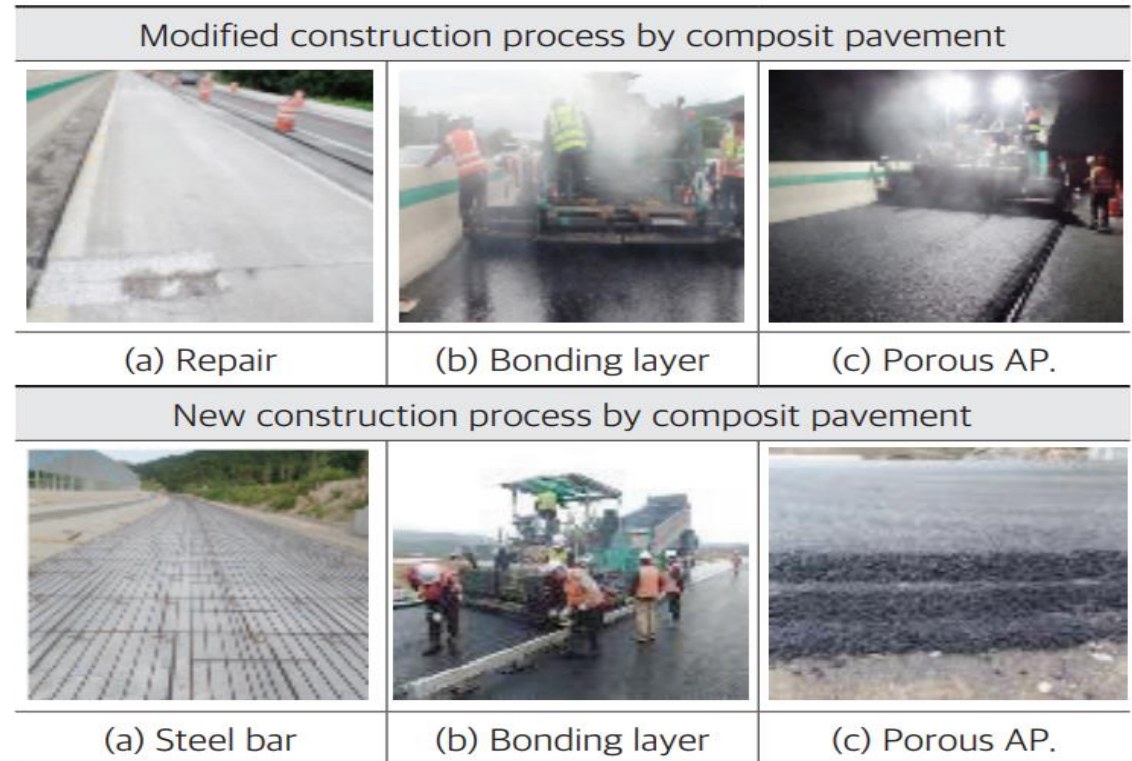 Modified construction process by composit pavement
(a) Repair
(b) Bonding layer
(c) Porous AP.
New construction process by composit pavement
(a) Steel bar
(b) Bonding layer
(c) Porous AP.